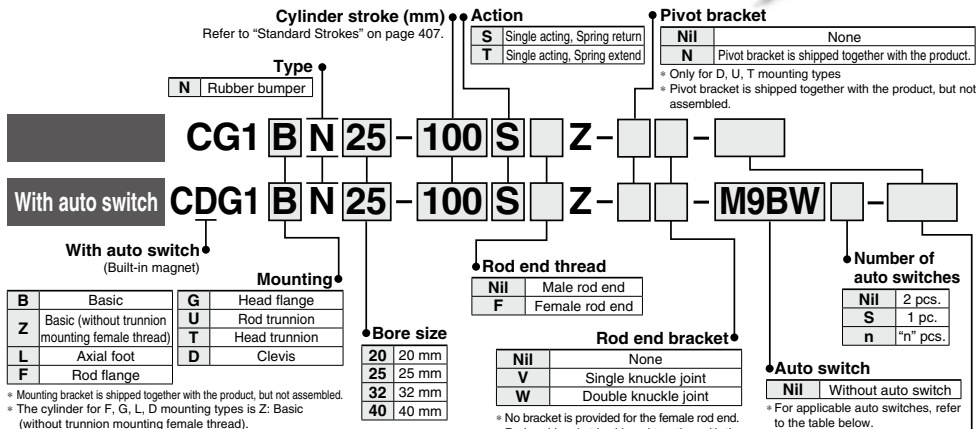 Cylinder stroke (mm)
Refer to “Standard Strokes” on page 407.
Action
S Single acting, Spring return
T Single acting, Spring extend
Pivot bracket
Nil None
N Pivot bracket is shipped together with the product.
* Only for D, U, T mounting types
* Pivot bracket is shipped together with the product, but not
assembled.
Type
N Rubber bumper
CG1 B N 25 – 100 S Z – –
With auto switch CDG1 B N 25 – 100 S Z – – M9BW –
With auto switch
(Built-in magnet)
Mounting
B Basic
Z Basic (without trunnion
mounting female thread)
L Axial foot
F Rod flange
G Head flange
U Rod trunnion
T Head trunnion
D Clevis
* Mounting bracket is shipped together with the product, but not assembled.
* The cylinder for F, G, L, D mounting types is Z: Basic
(without trunnion mounting female thread).
Bore size
20 20 mm
25 25 mm
32 32 mm
40 40 mm
Rod end thread
Nil Male rod end
F Female rod end
Rod end bracket
Nil None
V Single knuckle joint
W Double knuckle joint
* No bracket is provided for the female rod end.
Number of
auto switches
Nil 2 pcs.
S 1 pc.
n “n” pcs.
Auto switch
Nil Without auto switch
* For applicable auto switches, refer
to the table below.